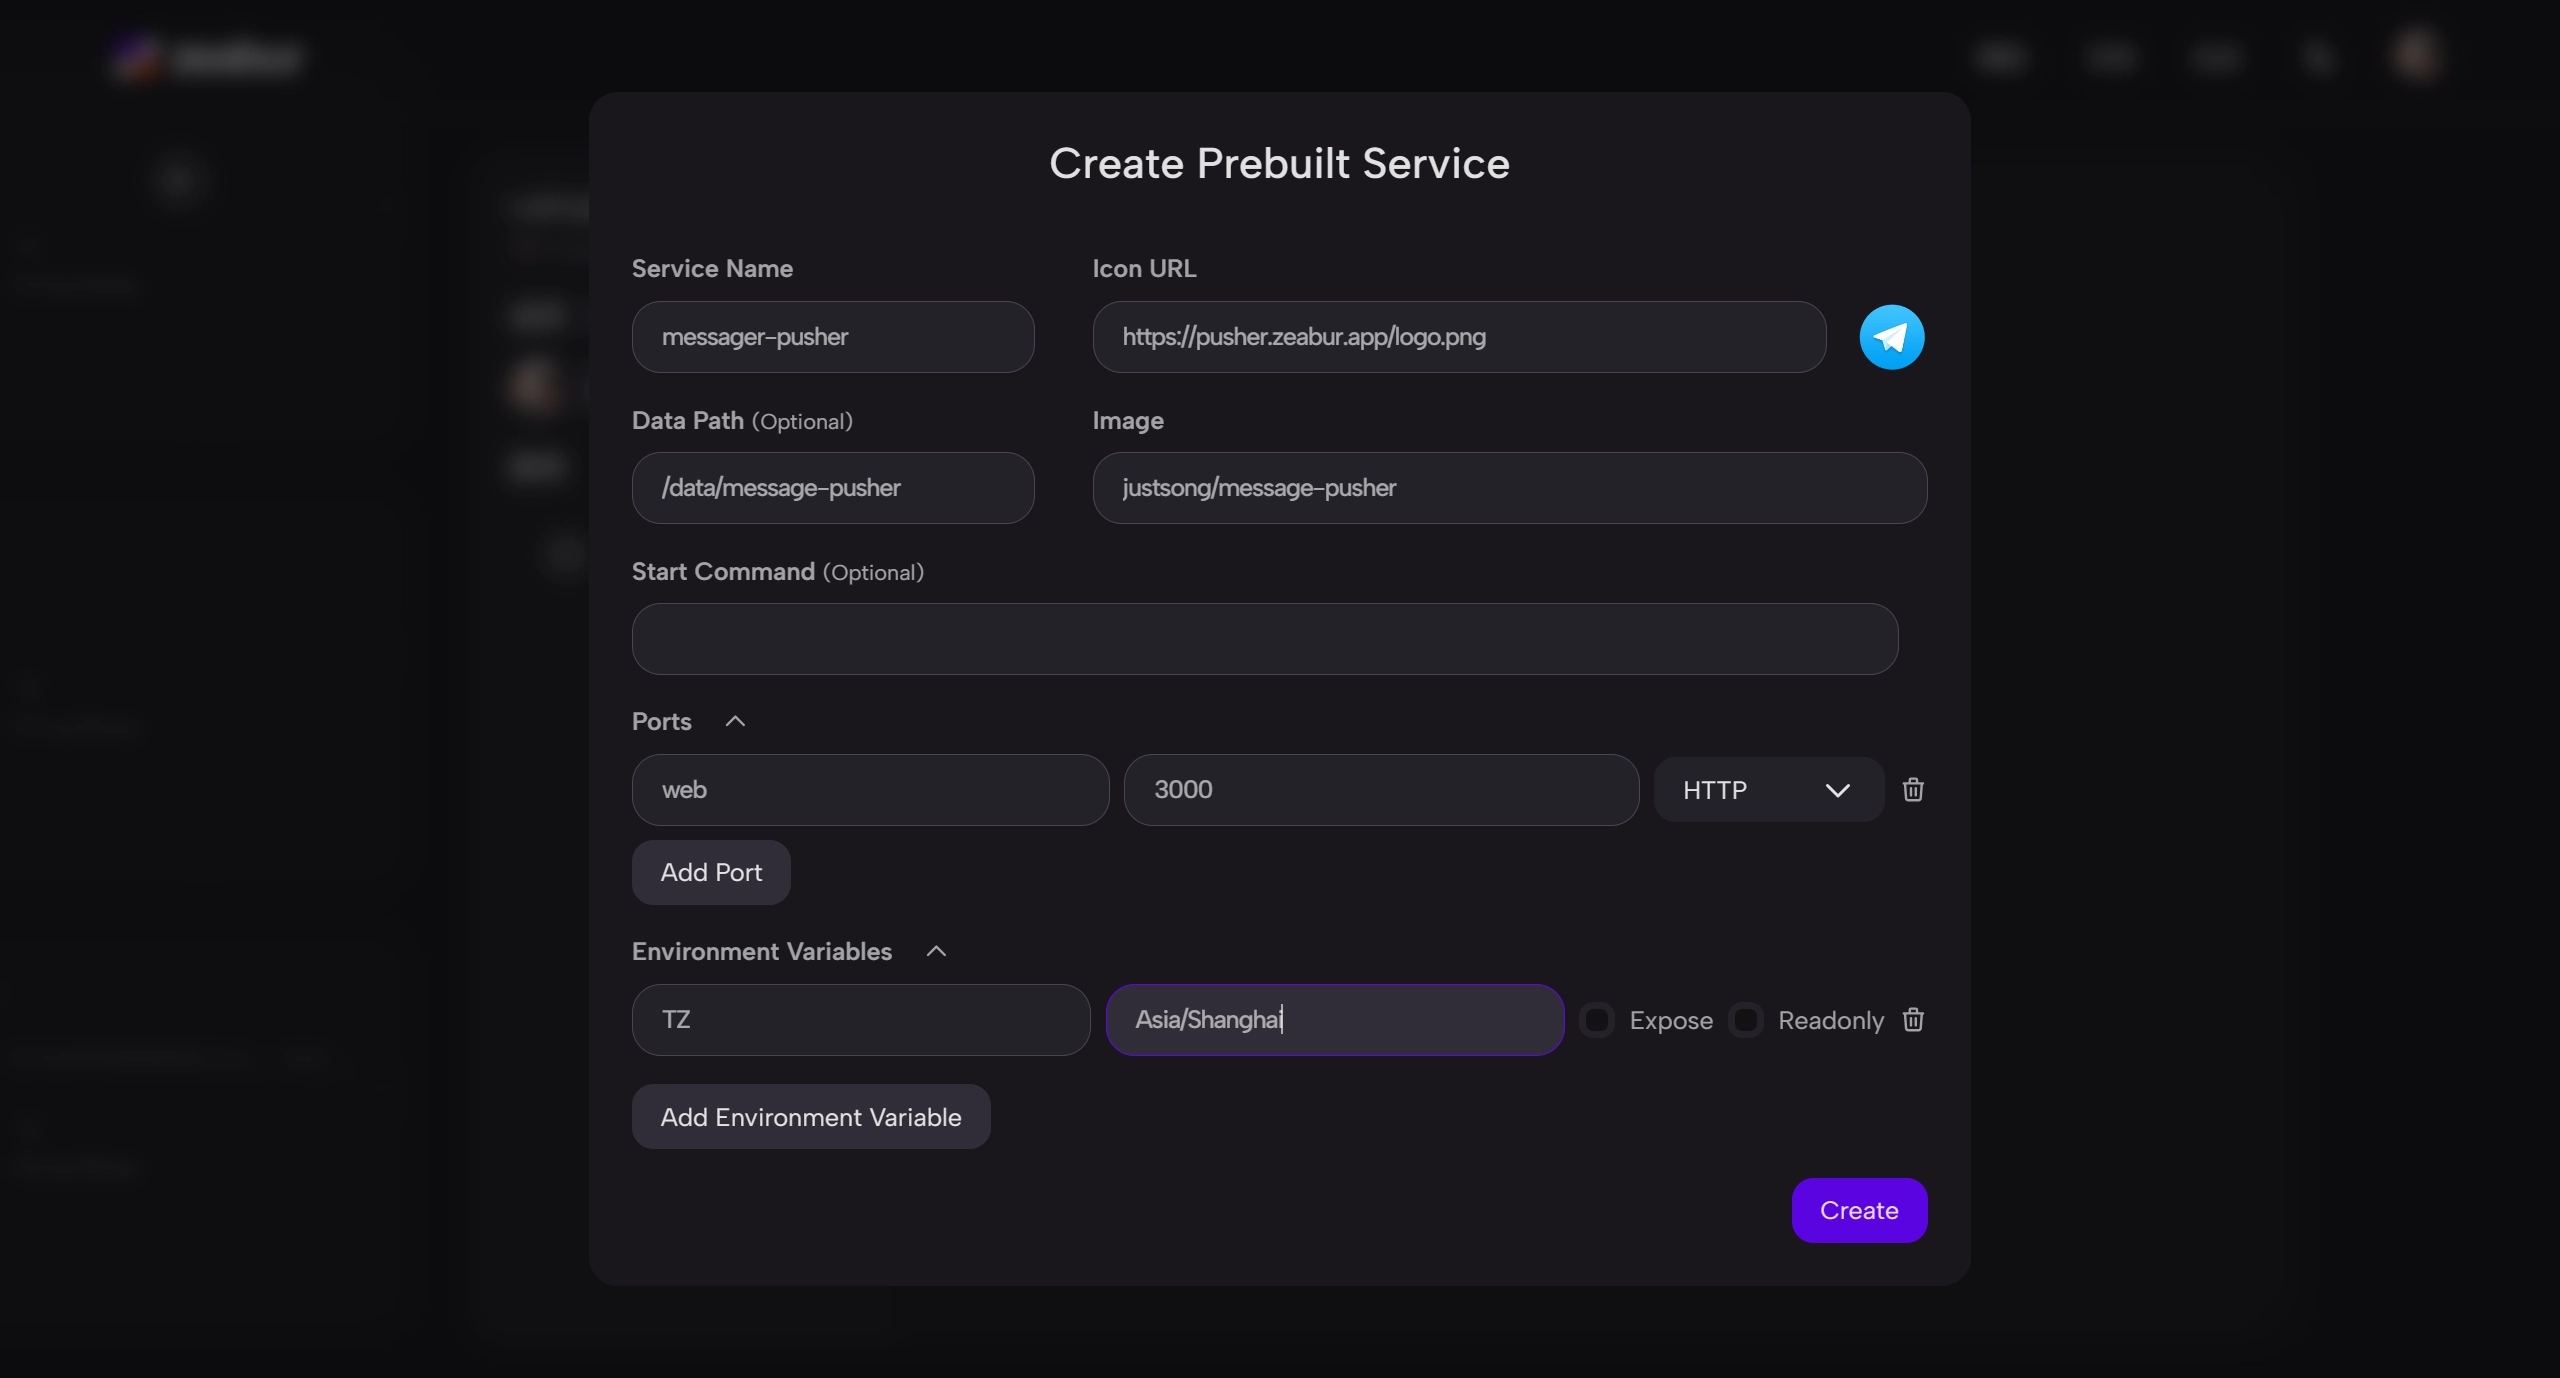 Create Prebuilt Service
Service Name
Icon URL
messager-pusher
https://pusher.zeabur.app/logo.png
Data Path (Optional)
Image
/data/message-pusher
justsong/message-pusher
Start Command (Optional)
Ports
web
3000
HTTP
Add Port
Environment Variables
TZ
Asia/Shanghai
Expose
Readonly
Add Environment Variable
Create